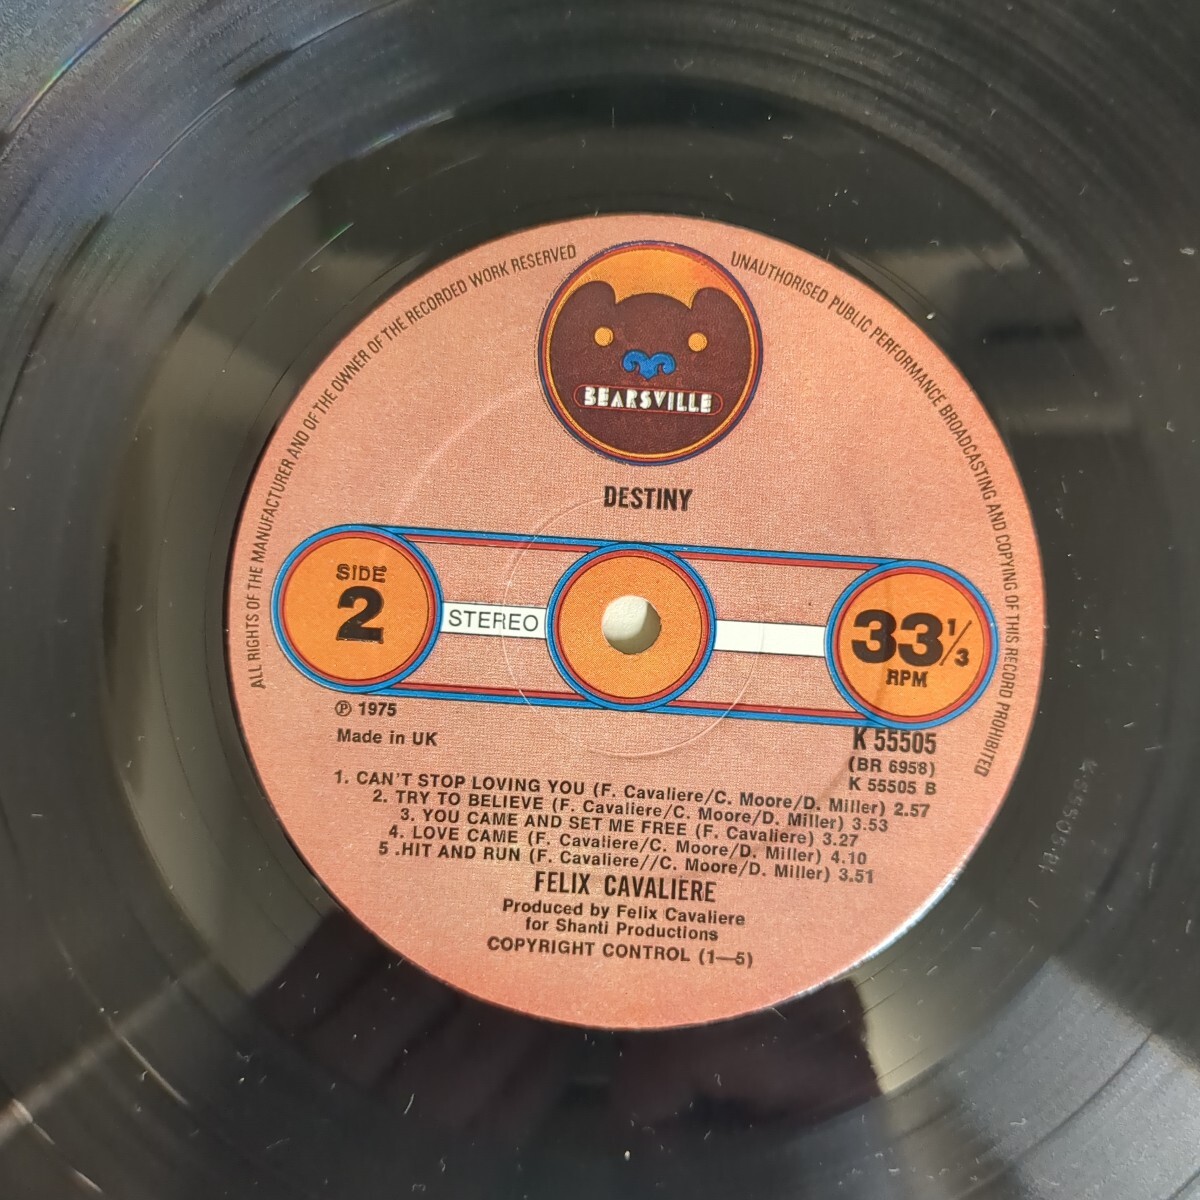 ALL RIGHTS OF THE MANUFACTURER AND OF THE OWNER OF THE RECORDED WORK RESERVED
UNAUTHORISED PUBLIC PERFORMANCE BROADCASTING AND COPYING OF THIS RECORD PROHIBITED
BEARSVILLE
DESTINY
SIDE
2
STEREO
33 1/3
RPM
Ⓟ 1975
Made in UK
K 55505
(BR 6958)
K 55505 B
1. CAN'T STOP LOVING YOU (F. Cavaliere/C. Moore/D. Miller) 2.57
2. TRY TO BELIEVE (F. Cavaliere/C. Moore/D. Miller) 3.53
3. YOU CAME AND SET ME FREE (F. Cavaliere) 3.27
4. LOVE CAME (F. Cavaliere/C. Moore/D. Miller) 4.10
5 .HIT AND RUN (F. Cavaliere//C. Moore/D. Miller) 3.51
FELIX CAVALIERE
Produced by Felix Cavaliere
for Shanti Productions
COPYRIGHT CONTROL (1—5)